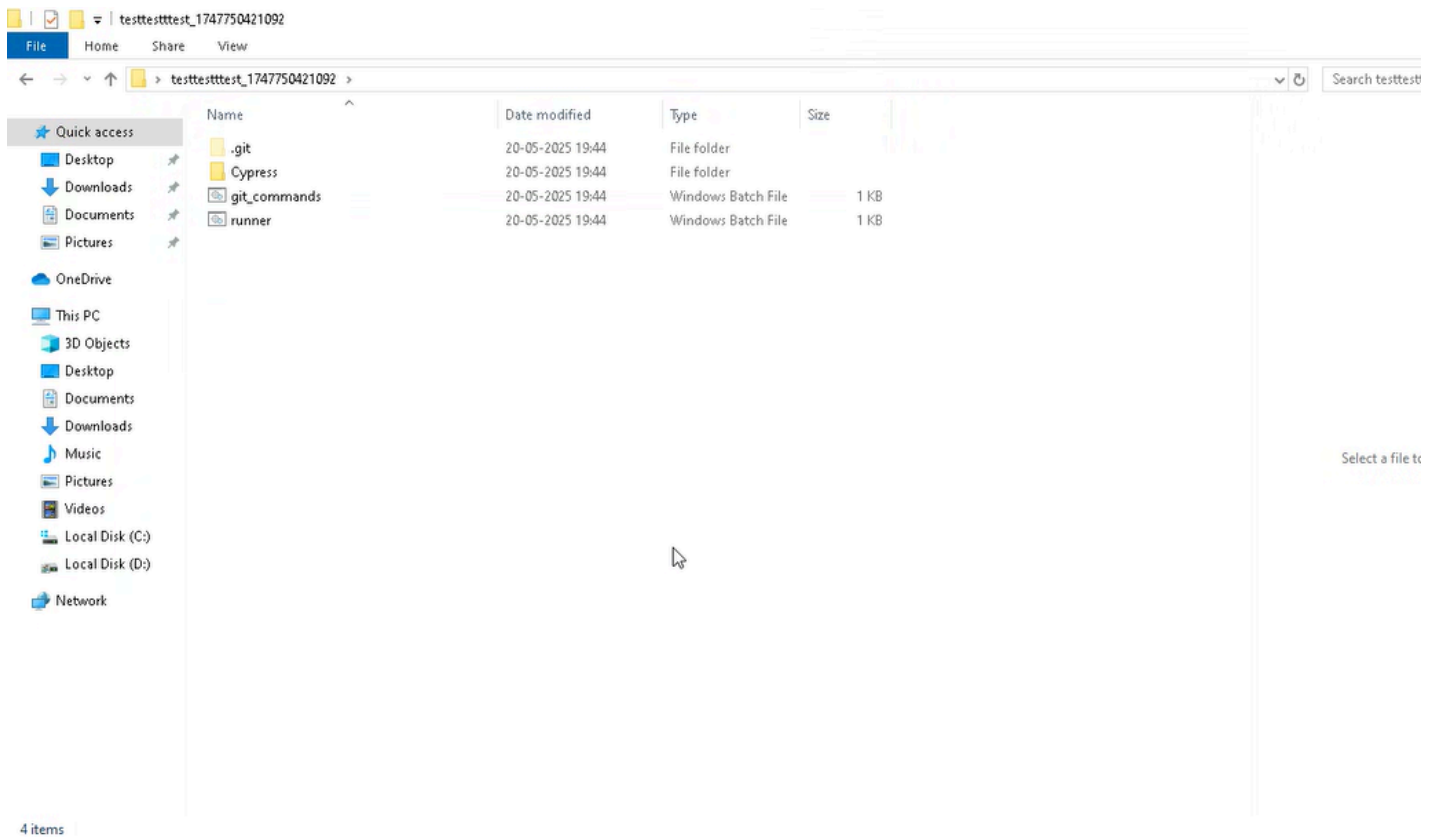 testtestttest_1747750421092
File Home Share View
testtestttest_1747750421092
Search testtestt
Name Date modified Type Size
Quick access
Desktop
Downloads
Documents
Pictures
OneDrive
This PC
3D Objects
Desktop
Documents
Downloads
Music
Pictures
Videos
Local Disk (C:)
Local Disk (D:)
Network
.git 20-05-2025 19:44 File folder
Cypress 20-05-2025 19:44 File folder
git_commands 20-05-2025 19:44 Windows Batch File 1 KB
runner 20-05-2025 19:44 Windows Batch File 1 KB
Select a file to
4 items